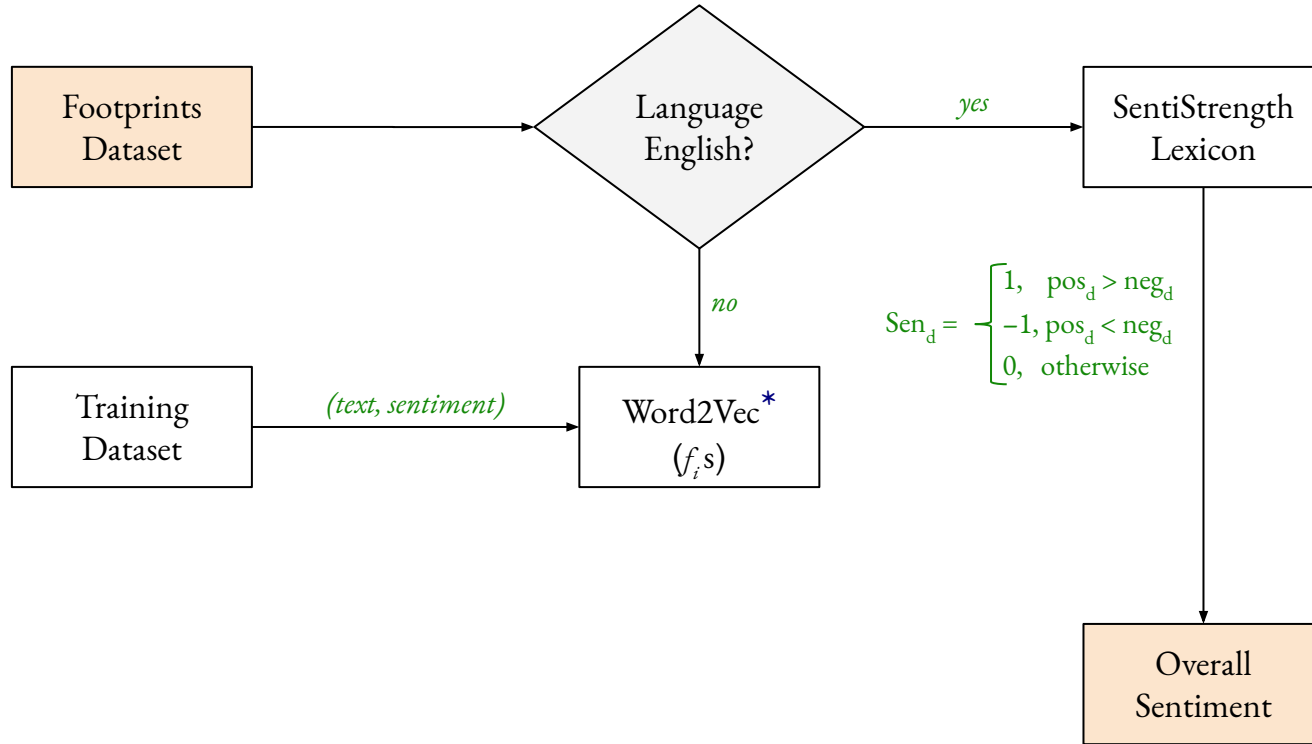 Footprints
Dataset
Language
English?
yes
SentiStrength
Lexicon
no
Sen_d =
1, pos_d > neg_d
–1, pos_d < neg_d
0, otherwise
Training
Dataset
(text, sentiment)
Word2Vec*
(f_i s)
Overall
Sentiment